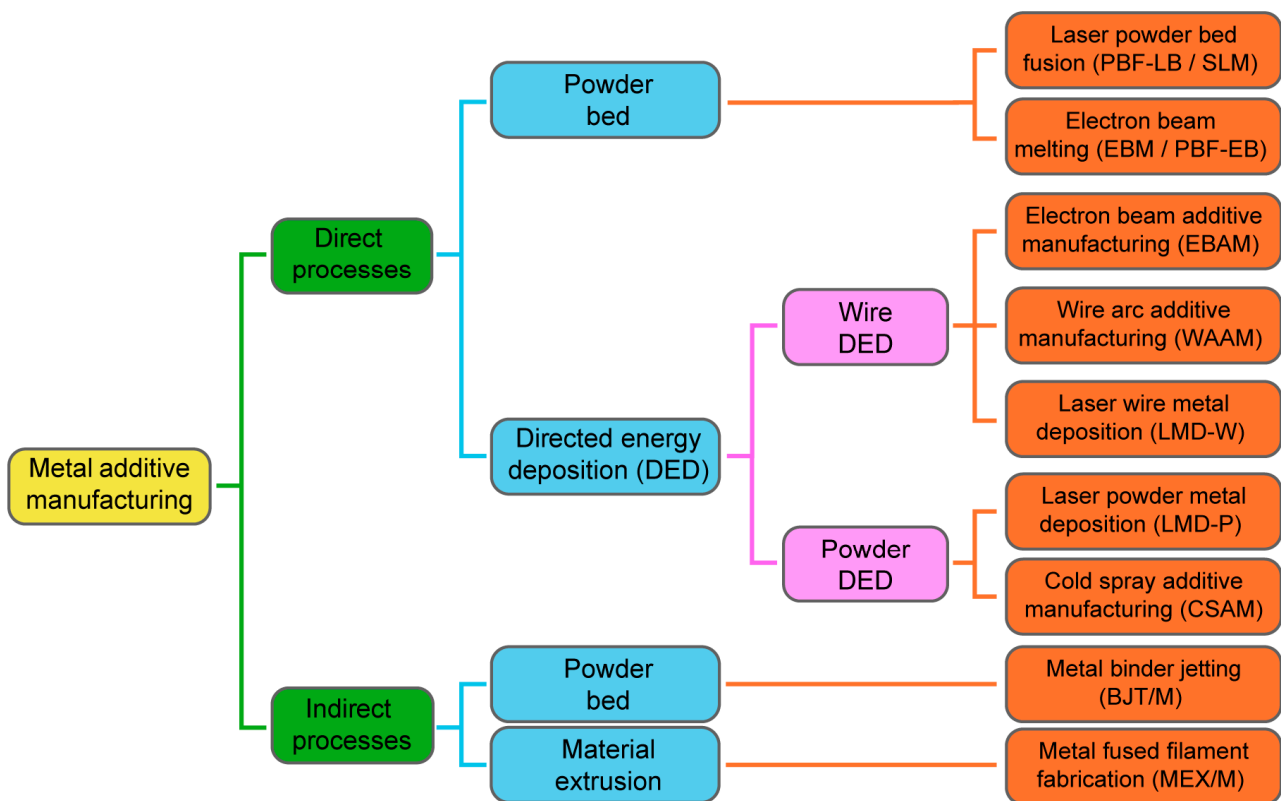 Metal additive
manufacturing
Direct
processes
Powder
bed
Laser powder bed
fusion (PBF-LB / SLM)
Electron beam
melting (EBM / PBF-EB)
Directed energy
deposition (DED)
Wire
DED
Electron beam additive
manufacturing (EBAM)
Wire arc additive
manufacturing (WAAM)
Laser wire metal
deposition (LMD-W)
Powder
DED
Laser powder metal
deposition (LMD-P)
Cold spray additive
manufacturing (CSAM)
Indirect
processes
Powder
bed
Metal binder jetting
(BJT/M)
Material
extrusion
Metal fused filament
fabrication (MEX/M)